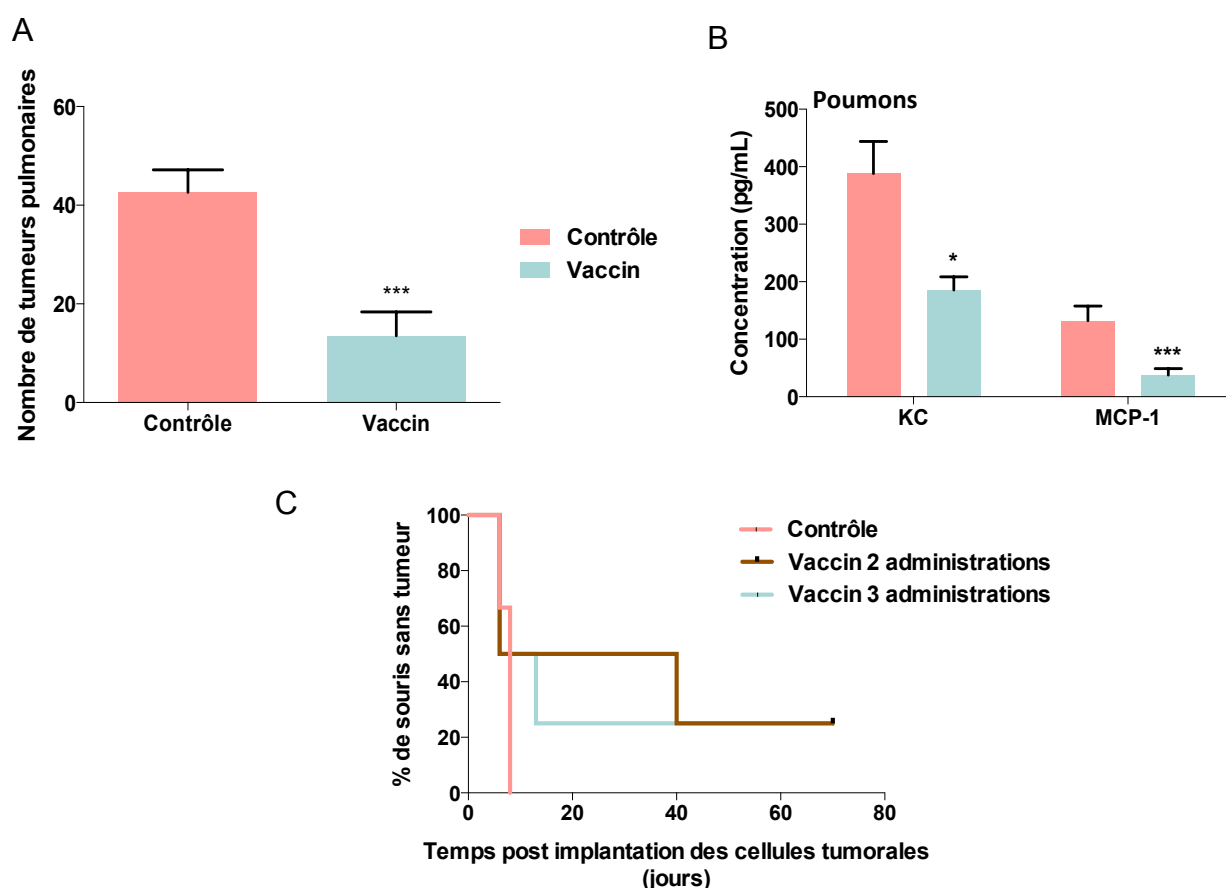 A
Nombre de tumeurs pulmonaires
60
40
20
0
***
Contrôle
Vaccin
Contrôle
Vaccin
B
Poumons
Concentration (pg/mL)
500
400
300
200
100
0
*
***
KC
MCP-1
C
% de souris sans tumeur
100
80
60
40
20
0
0
20
40
60
80
Contrôle
Vaccin 2 administrations
Vaccin 3 administrations
Temps post implantation des cellules tumorales
(jours)